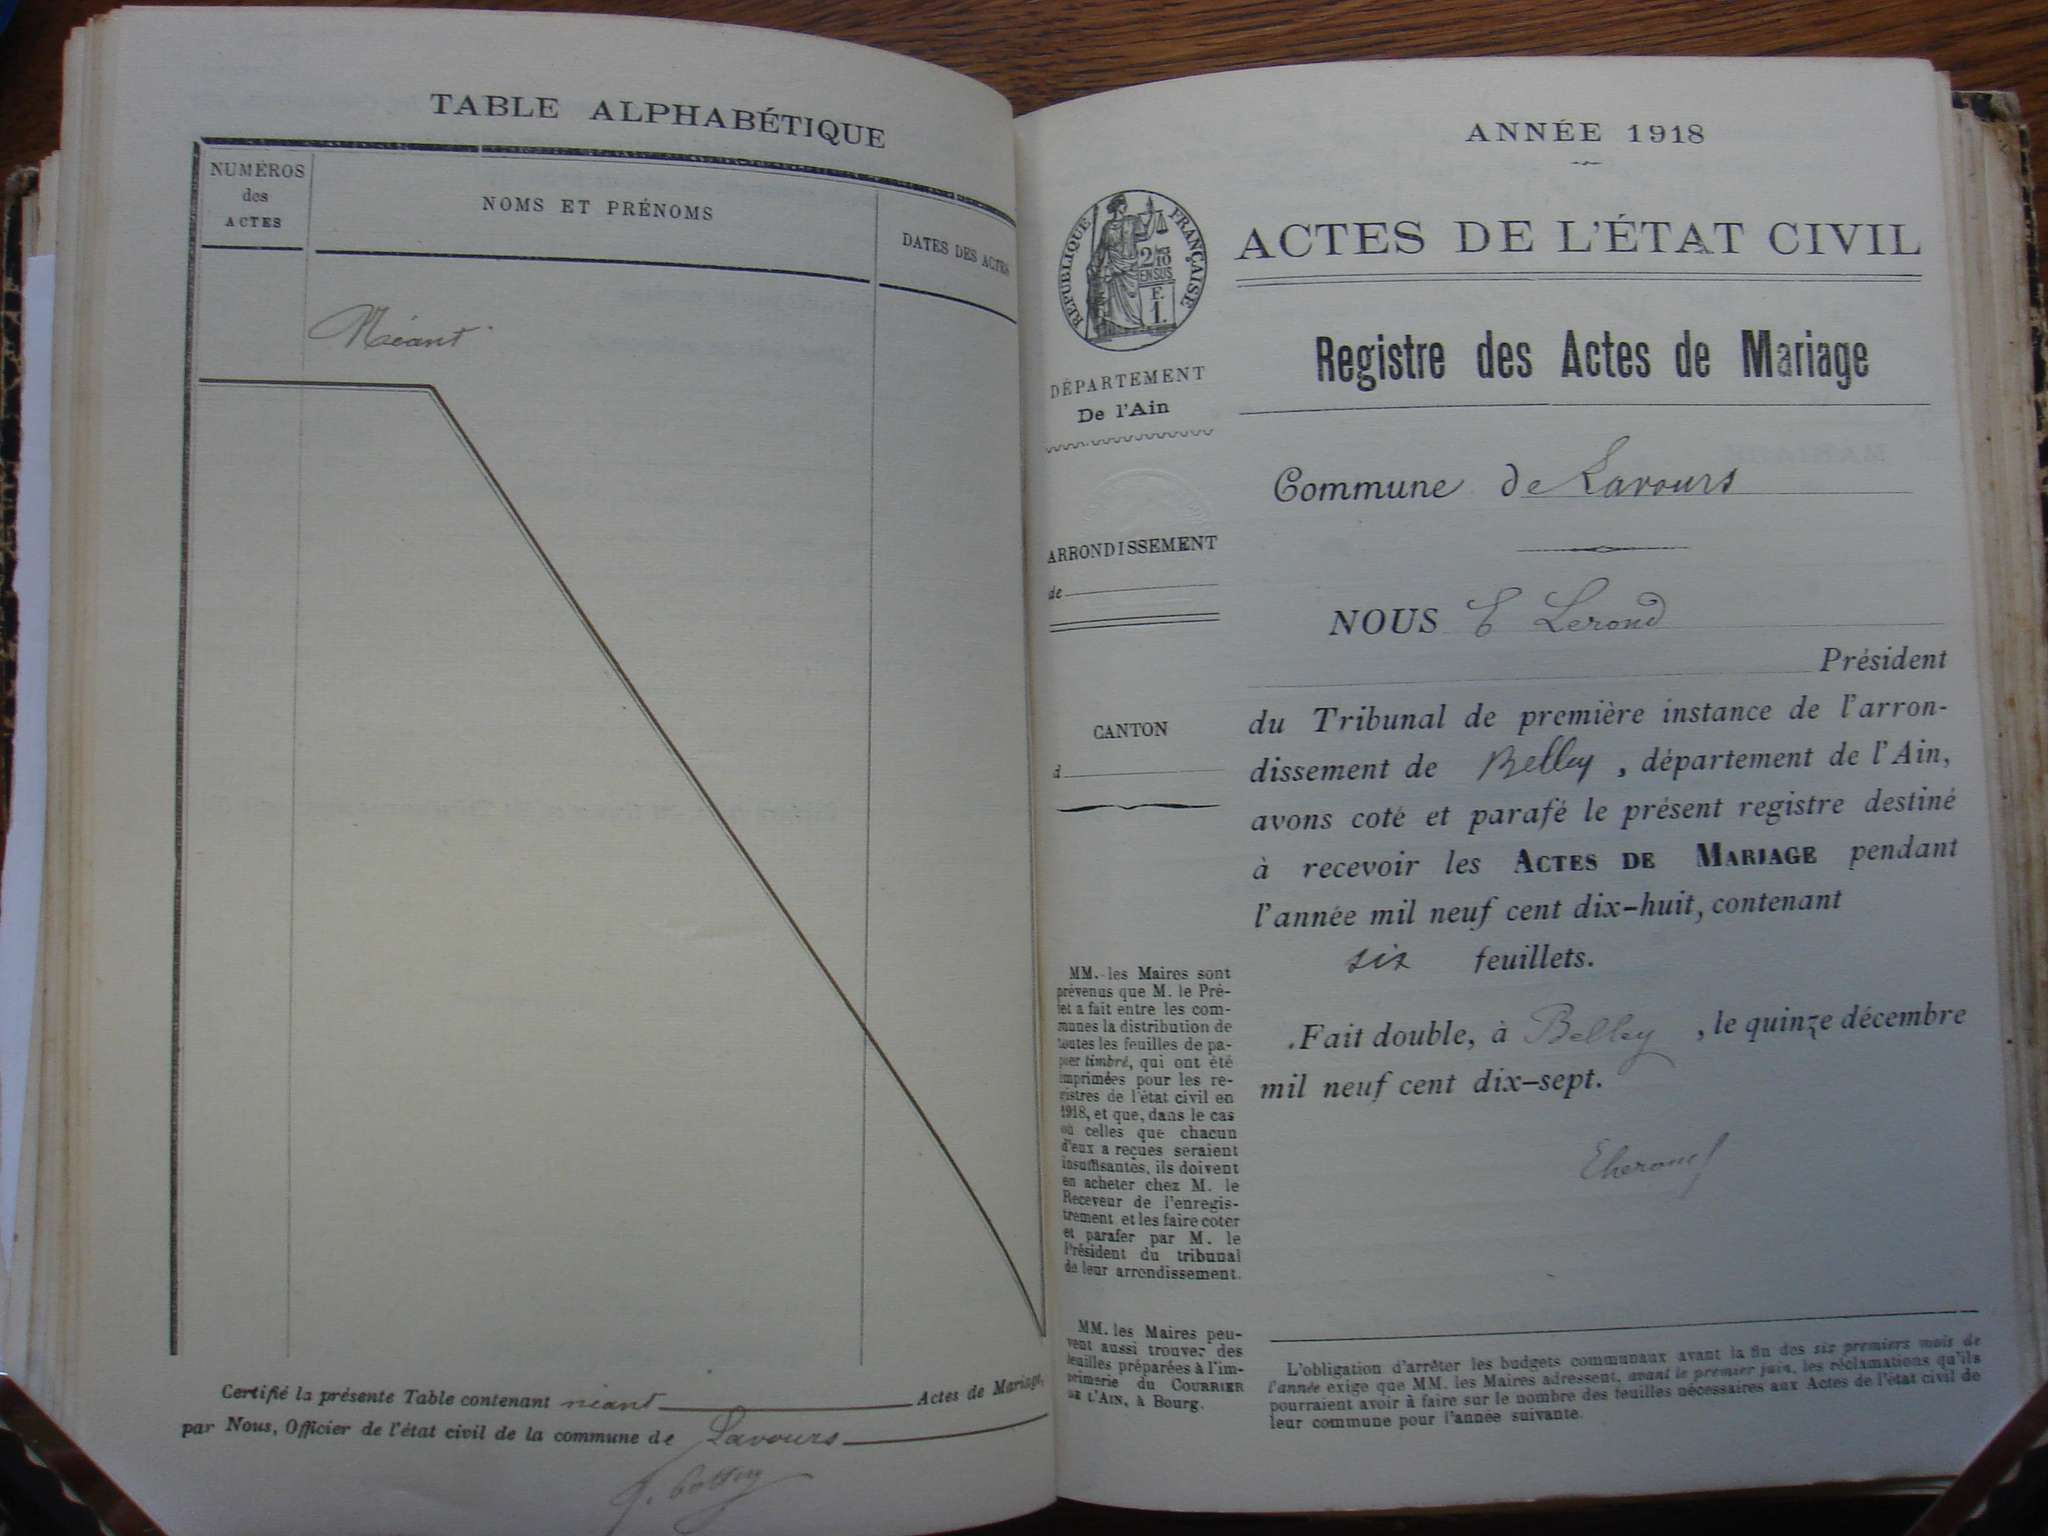 TABLE ALPHABÉTIQUE
NUMÉROS
des
ACTES
NOMS ET PRÉNOMS
DATES DES ACTES
Néant
Certifié la présente Table contenant néant Actes de Mariage,
par Nous, Officier de l'état civil de la commune de Lavours
ANNÉE 1918
RÉPUBLIQUE FRANÇAISE
2/10
EN SUS
F.
1.
ACTES DE L'ÉTAT CIVIL
Registre des Actes de Mariage
DÉPARTEMENT
De l'Ain
Commune de Lavours
ARRONDISSEMENT
de
NOUS E Lerond
Président
CANTON
d
du Tribunal de première instance de l'arron-
dissement de Belley, département de l'Ain,
avons coté et parafé le présent registre destiné
à recevoir les ACTES DE MARIAGE pendant
l'année mil neuf cent dix-huit, contenant
six feuillets.
Fait double, à Belley, le quinze décembre
mil neuf cent dix-sept.
MM. les Maires sont
prévenus que M. le Pré-
fet a fait entre les com-
munes la distribution de
toutes les feuilles de pa-
pier timbré, qui ont été
imprimées pour les re-
gistres de l'état civil en
1918, et que, dans le cas
où celles que chacun
d'eux a reçues seraient
insuffisantes, ils doivent
en acheter chez M. le
Receveur de l'enregis-
trement et les faire coter
et parafer par M. le
Président du tribunal
de leur arrondissement.
MM. les Maires peu-
vent aussi trouver des
feuilles préparées à l'im-
primerie du COURRIER
DE L'AIN, à Bourg.
L'obligation d'arrêter les budgets communaux avant la fin des six premiers mois de
l'année exige que MM. les Maires adressent, avant le premier juin, les réclamations qu'ils
pourraient avoir à faire sur le nombre des feuilles nécessaires aux Actes de l'état civil de
leur commune pour l'année suivante.